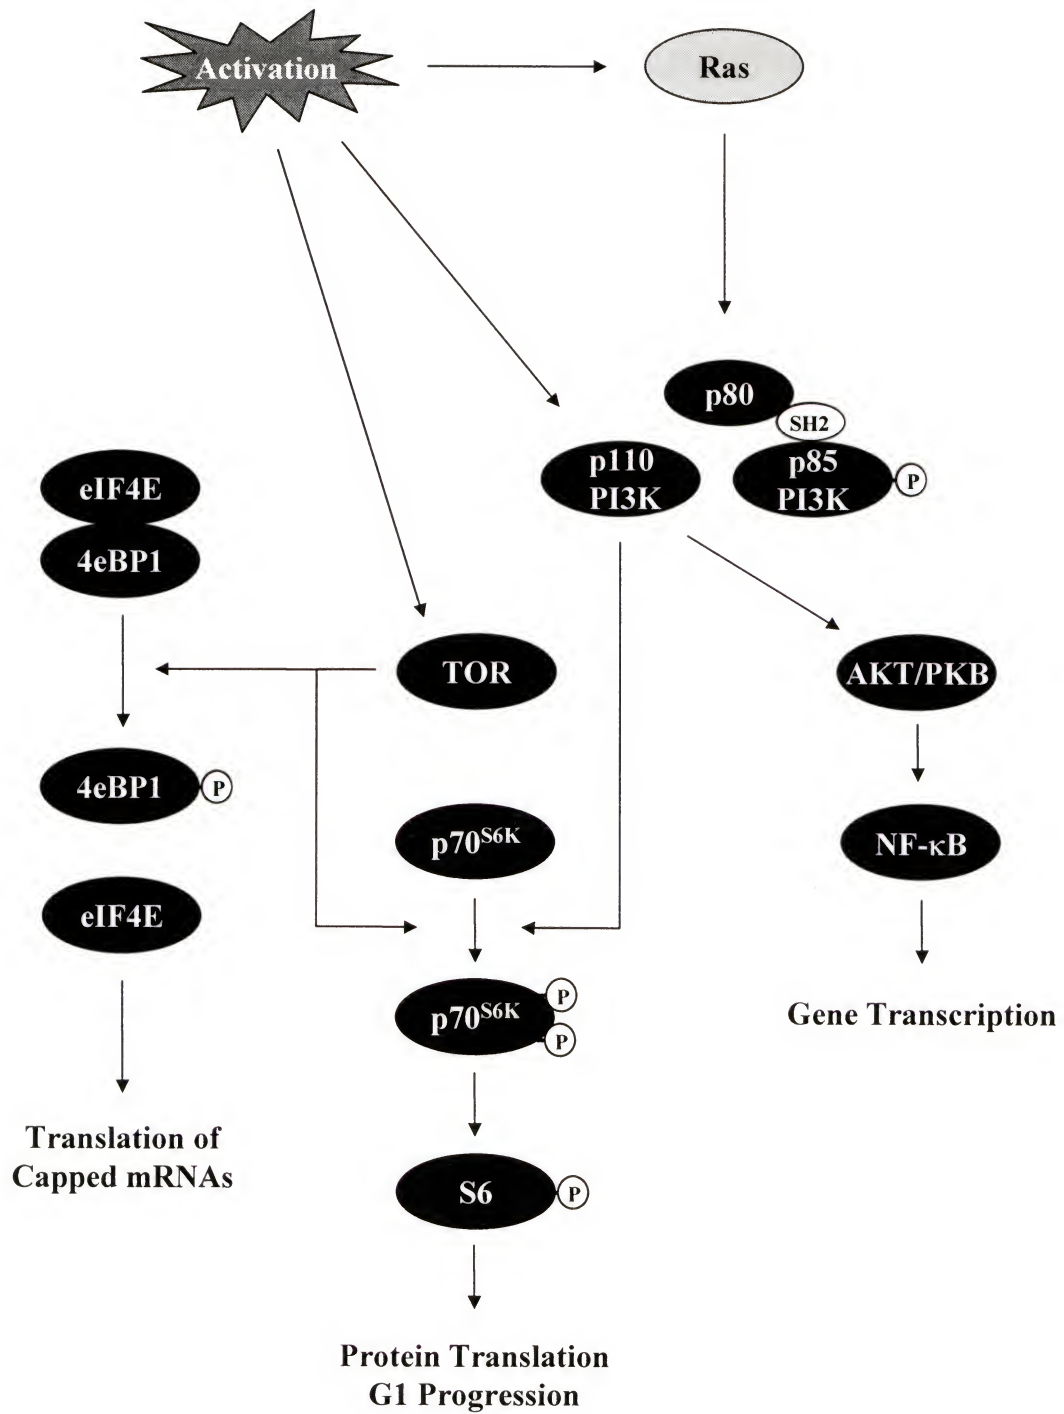 Activation
Ras
p80
SH2
p110
PI3K
p85
PI3K
P
eIF4E
4eBP1
TOR
AKT/PKB
4eBP1
P
p70S6K
NF-κB
eIF4E
p70S6K
P
P
Gene Transcription
Translation of
Capped mRNAs
S6
P
Protein Translation
G1 Progression